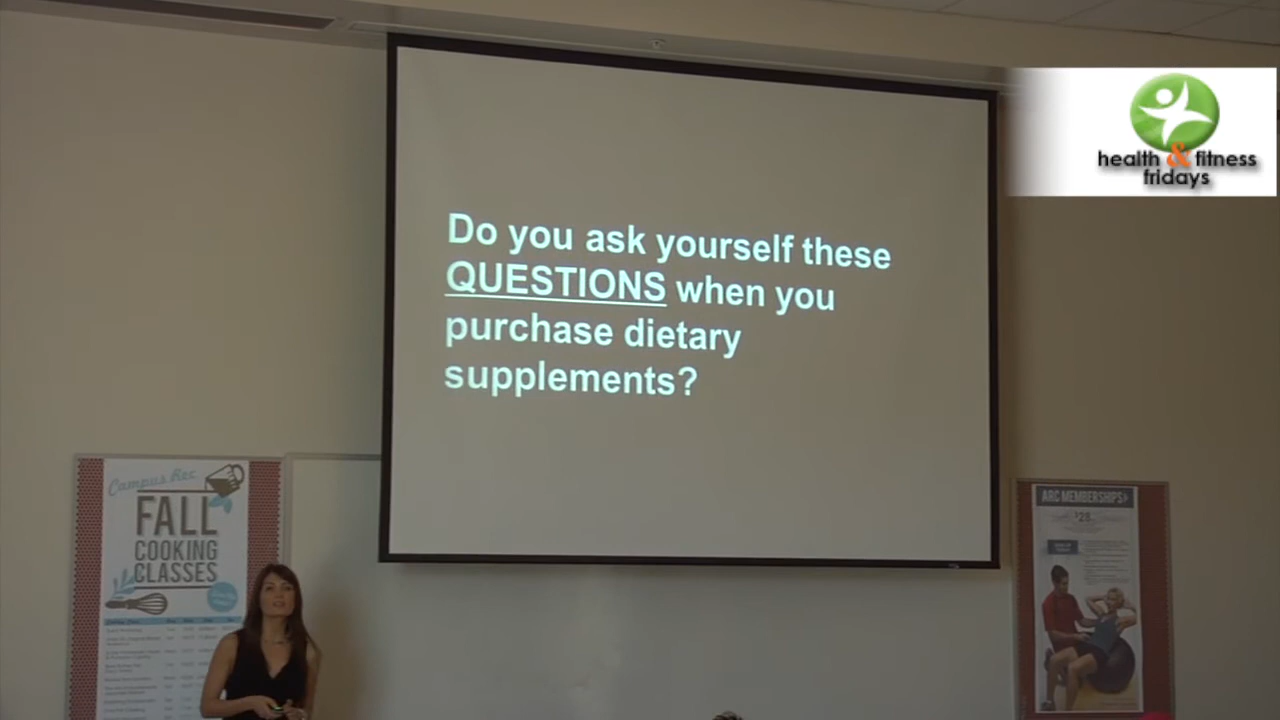 health & fitness
fridays
Do you ask yourself these
QUESTIONS when you
purchase dietary
supplements?
Campus Rec
FALL
COOKING
CLASSES
ARC MEMBERSHIPS
$28